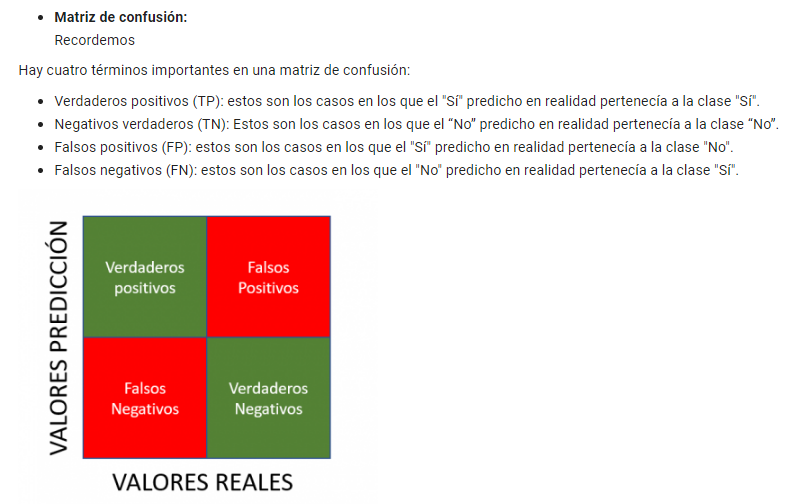 • Matriz de confusión:
Recordemos
Hay cuatro términos importantes en una matriz de confusión:
• Verdaderos positivos (TP): estos son los casos en los que el "Sí" predicho en realidad pertenecía a la clase "Sí".
• Negativos verdaderos (TN): Estos son los casos en los que el “No” predicho en realidad pertenecía a la clase “No”.
• Falsos positivos (FP): estos son los casos en los que el "Sí" predicho en realidad pertenecía a la clase "No".
• Falsos negativos (FN): estos son los casos en los que el "No" predicho en realidad pertenecía a la clase "Sí".
VALORES PREDICCIÓN
Verdaderos
positivos
Falsos
Positivos
Falsos
Negativos
Verdaderos
Negativos
VALORES REALES